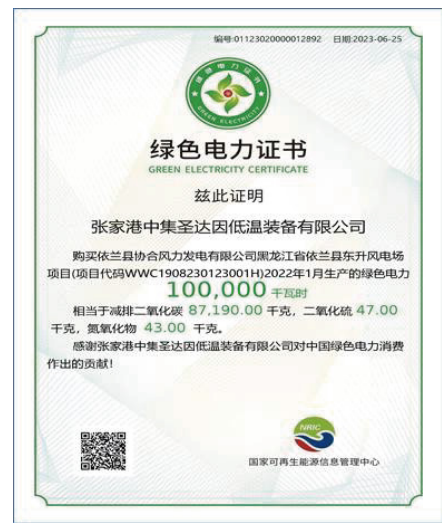 编号:01123020000012892 日期:2023-06-25
绿色电力证书
GREEN ELECTRICITY
绿色电力证书
GREEN ELECTRICITY CERTIFICATE
兹此证明
张家港中集圣达因低温装备有限公司
购买依兰县协合风力发电有限公司黑龙江省依兰县东升风电场
项目(项目代码WWC1908230123001H)2022年1月生产的绿色电力
100,000 千瓦时
相当于减排二氧化碳 87,190.00 千克，二氧化硫 47.00
千克，氮氧化物 43.00 千克。
感谢张家港中集圣达因低温装备有限公司对中国绿色电力消费
作出的贡献!
NRIC
国家可再生能源信息管理中心